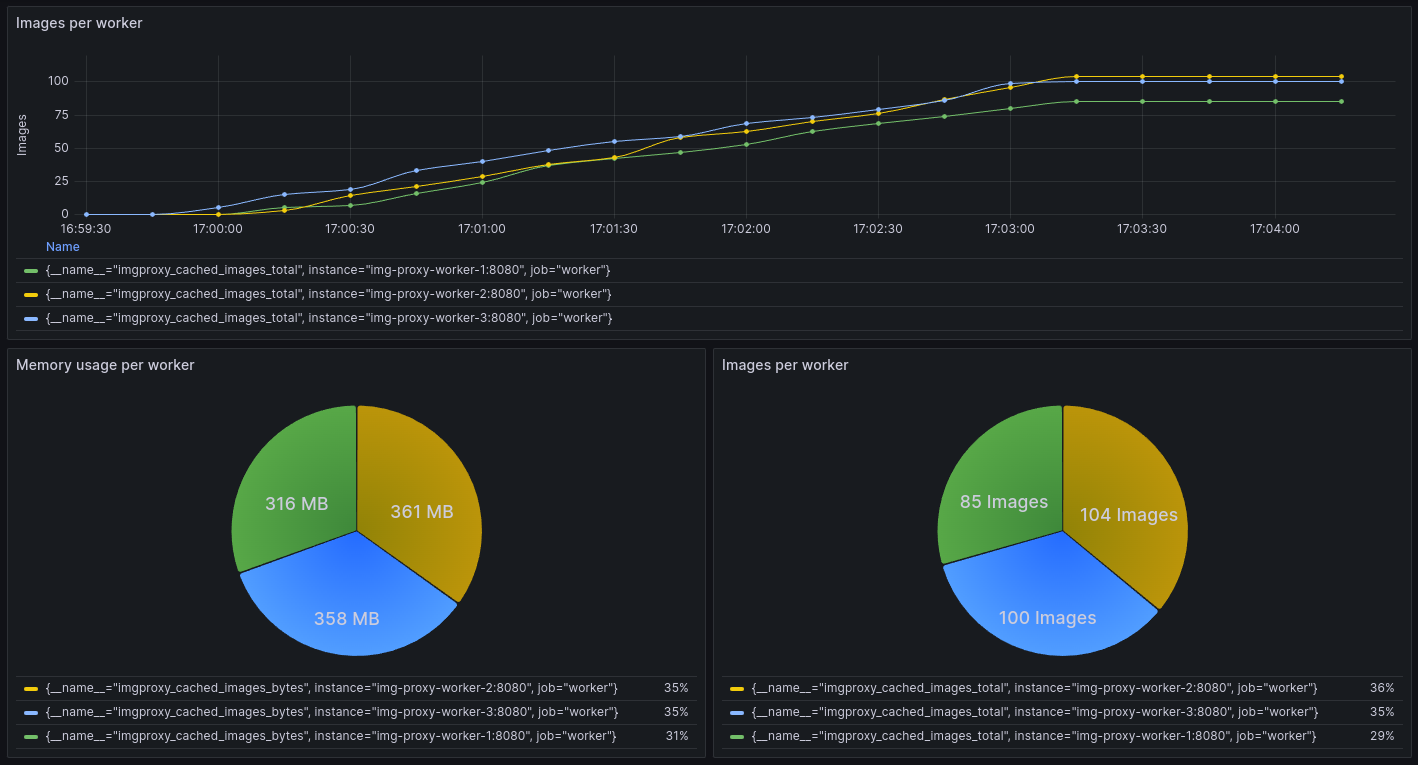 Images per worker
100
75
50
25
0
Images
16:59:30 17:00:00 17:00:30 17:01:00 17:01:30 17:02:00 17:02:30 17:03:00 17:03:30 17:04:00
Name
{__name__="imgproxy_cached_images_total", instance="img-proxy-worker-1:8080", job="worker"}
{__name__="imgproxy_cached_images_total", instance="img-proxy-worker-2:8080", job="worker"}
{__name__="imgproxy_cached_images_total", instance="img-proxy-worker-3:8080", job="worker"}
Memory usage per worker
316 MB
361 MB
358 MB
{__name__="imgproxy_cached_images_bytes", instance="img-proxy-worker-2:8080", job="worker"} 35%
{__name__="imgproxy_cached_images_bytes", instance="img-proxy-worker-3:8080", job="worker"} 35%
{__name__="imgproxy_cached_images_bytes", instance="img-proxy-worker-1:8080", job="worker"} 31%
Images per worker
85 Images
104 Images
100 Images
{__name__="imgproxy_cached_images_total", instance="img-proxy-worker-2:8080", job="worker"} 36%
{__name__="imgproxy_cached_images_total", instance="img-proxy-worker-3:8080", job="worker"} 35%
{__name__="imgproxy_cached_images_total", instance="img-proxy-worker-1:8080", job="worker"} 29%